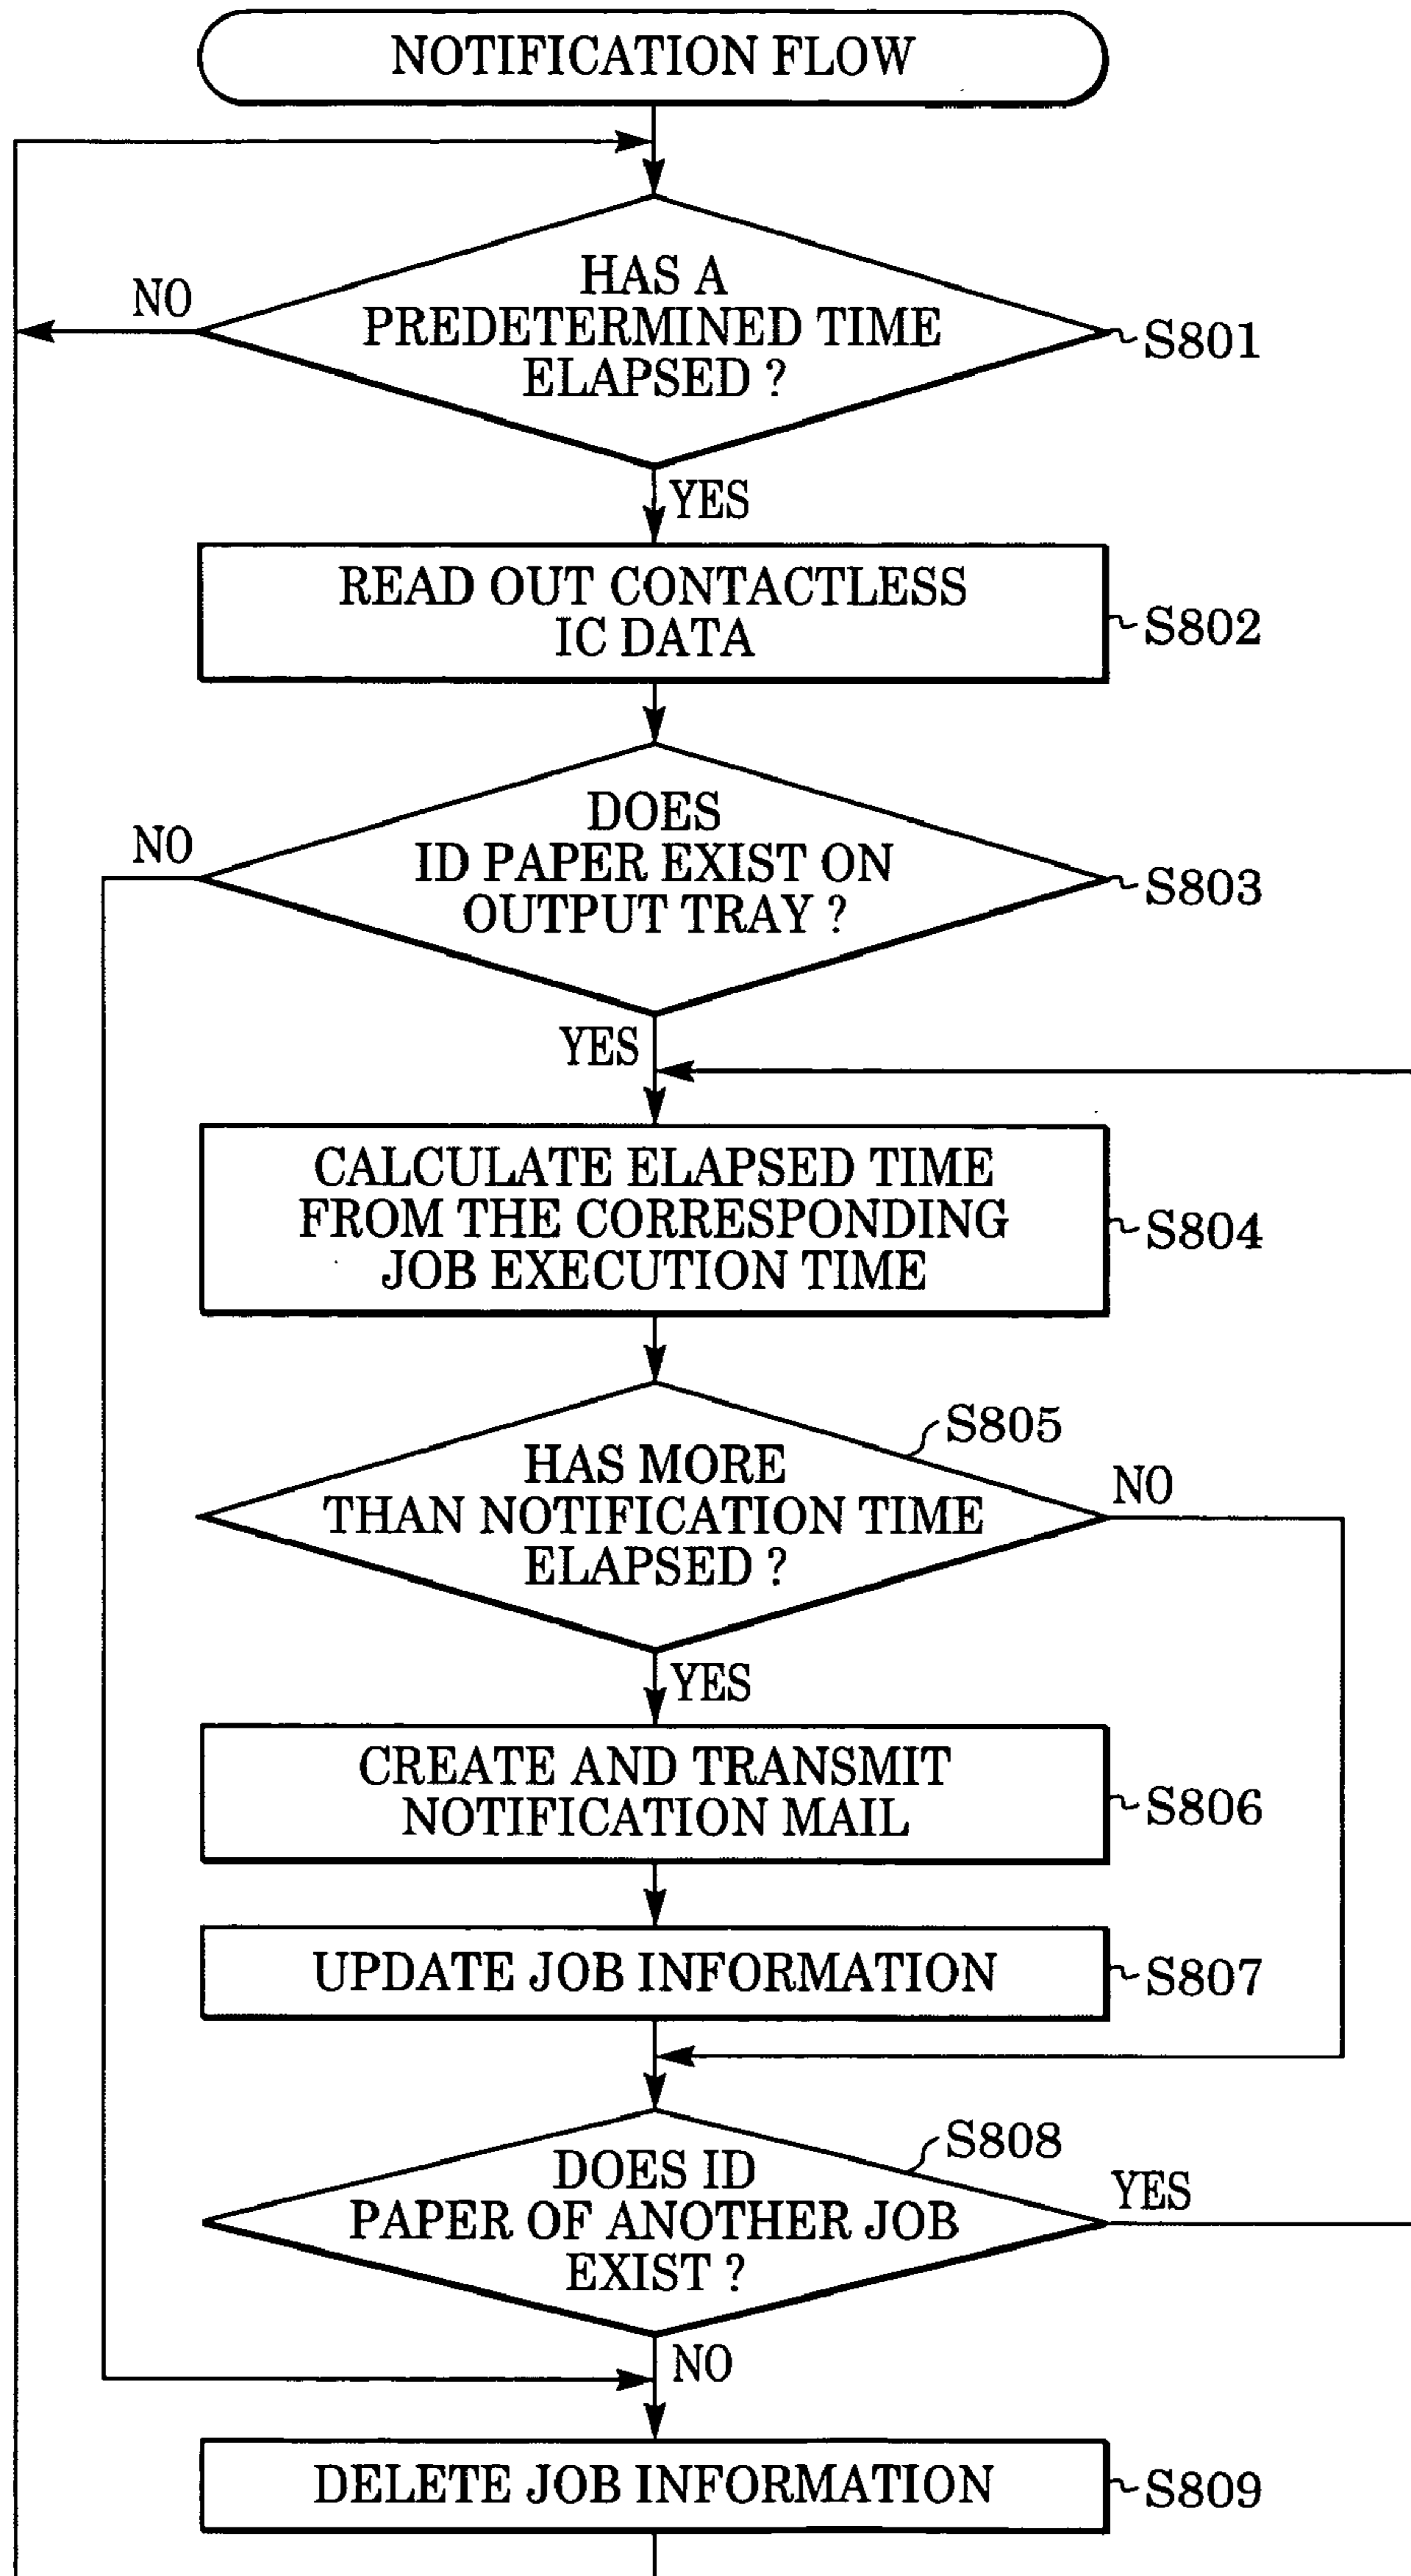 NOTIFICATION FLOW
HAS A
PREDETERMINED TIME
ELAPSED ?
NO
S801
YES
READ OUT CONTACTLESS
IC DATA
S802
DOES
ID PAPER EXIST ON
OUTPUT TRAY ?
NO
S803
YES
CALCULATE ELAPSED TIME
FROM THE CORRESPONDING
JOB EXECUTION TIME
S804
S805
HAS MORE
THAN NOTIFICATION TIME
ELAPSED ?
NO
YES
CREATE AND TRANSMIT
NOTIFICATION MAIL
S806
UPDATE JOB INFORMATION
S807
S808
DOES ID
PAPER OF ANOTHER JOB
EXIST ?
YES
NO
DELETE JOB INFORMATION
S809